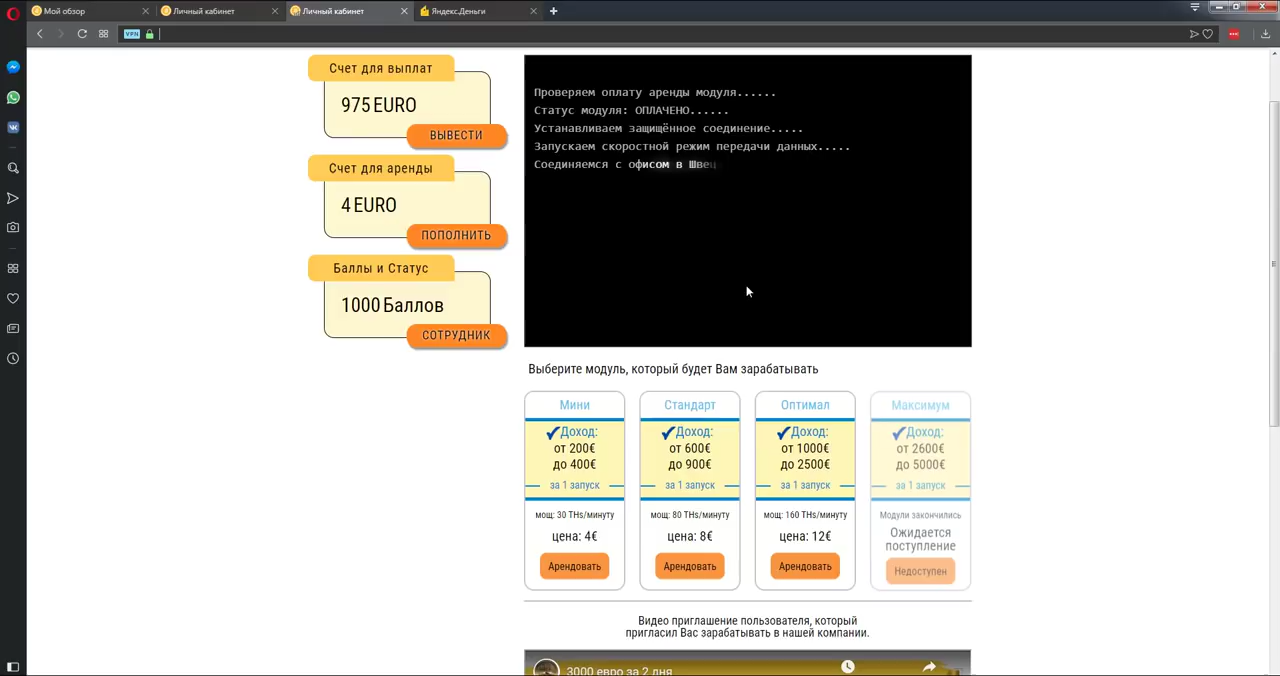 Мой обзор
Личный кабинет
Личный кабинет
Яндекс.Деньги
VPN
Счет для выплат
975 EURO
ВЫВЕСТИ
Счет для аренды
4 EURO
ПОПОЛНИТЬ
Баллы и Статус
1000 Баллов
СОТРУДНИК
Проверяем оплату аренды модуля......
Статус модуля: ОПЛАЧЕНО......
Устанавливаем защищённое соединение.....
Запускаем скоростной режим передачи данных.....
Соединяемся с офисом в Швец
Выберите модуль, который будет Вам зарабатывать
Мини
Доход:
от 200€
до 400€
за 1 запуск
мощ: 30 THs/минуту
цена: 4€
Арендовать
Стандарт
Доход:
от 600€
до 900€
за 1 запуск
мощ: 80 THs/минуту
цена: 8€
Арендовать
Оптимал
Доход:
от 1000€
до 2500€
за 1 запуск
мощ: 160 THs/минуту
цена: 12€
Арендовать
Максимум
Доход:
от 2600€
до 5000€
за 1 запуск
Модули закончились
Ожидается
поступление
Недоступен
Видео приглашение пользователя, который
пригласил Вас зарабатывать в нашей компании.
3000 евро за 2 дня